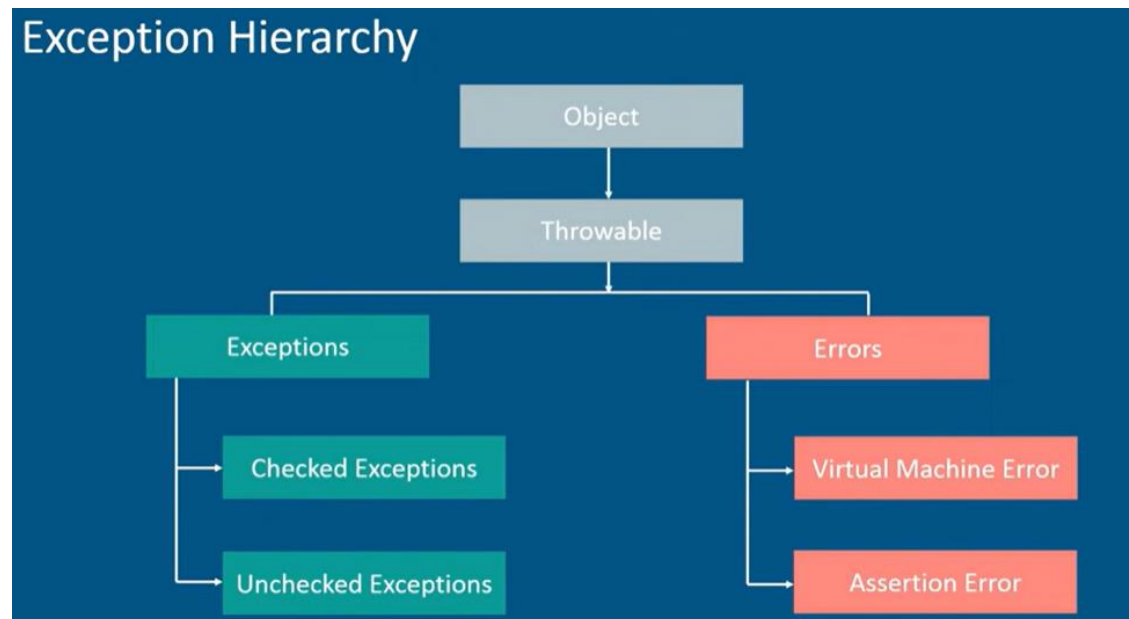 Exception Hierarchy
Object
Throwable
Exceptions
Errors
Checked Exceptions
Virtual Machine Error
Unchecked Exceptions
Assertion Error